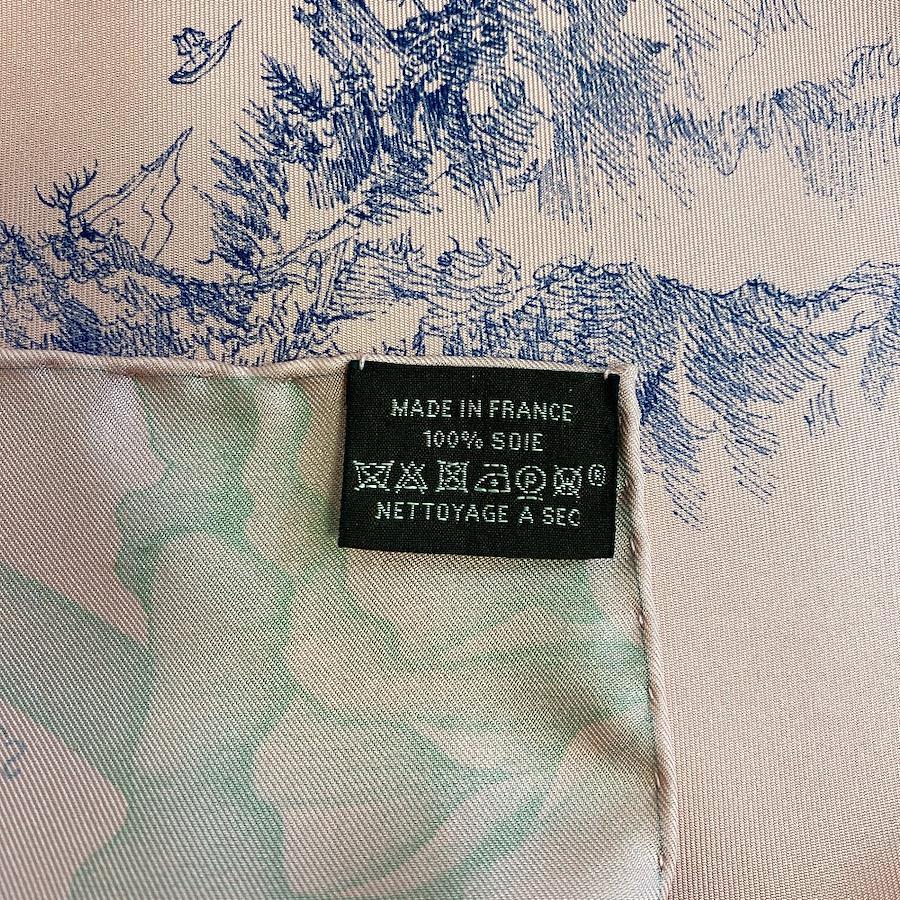 MADE IN FRANCE
100% SOIE
P ®
NETTOYAGE A SEC